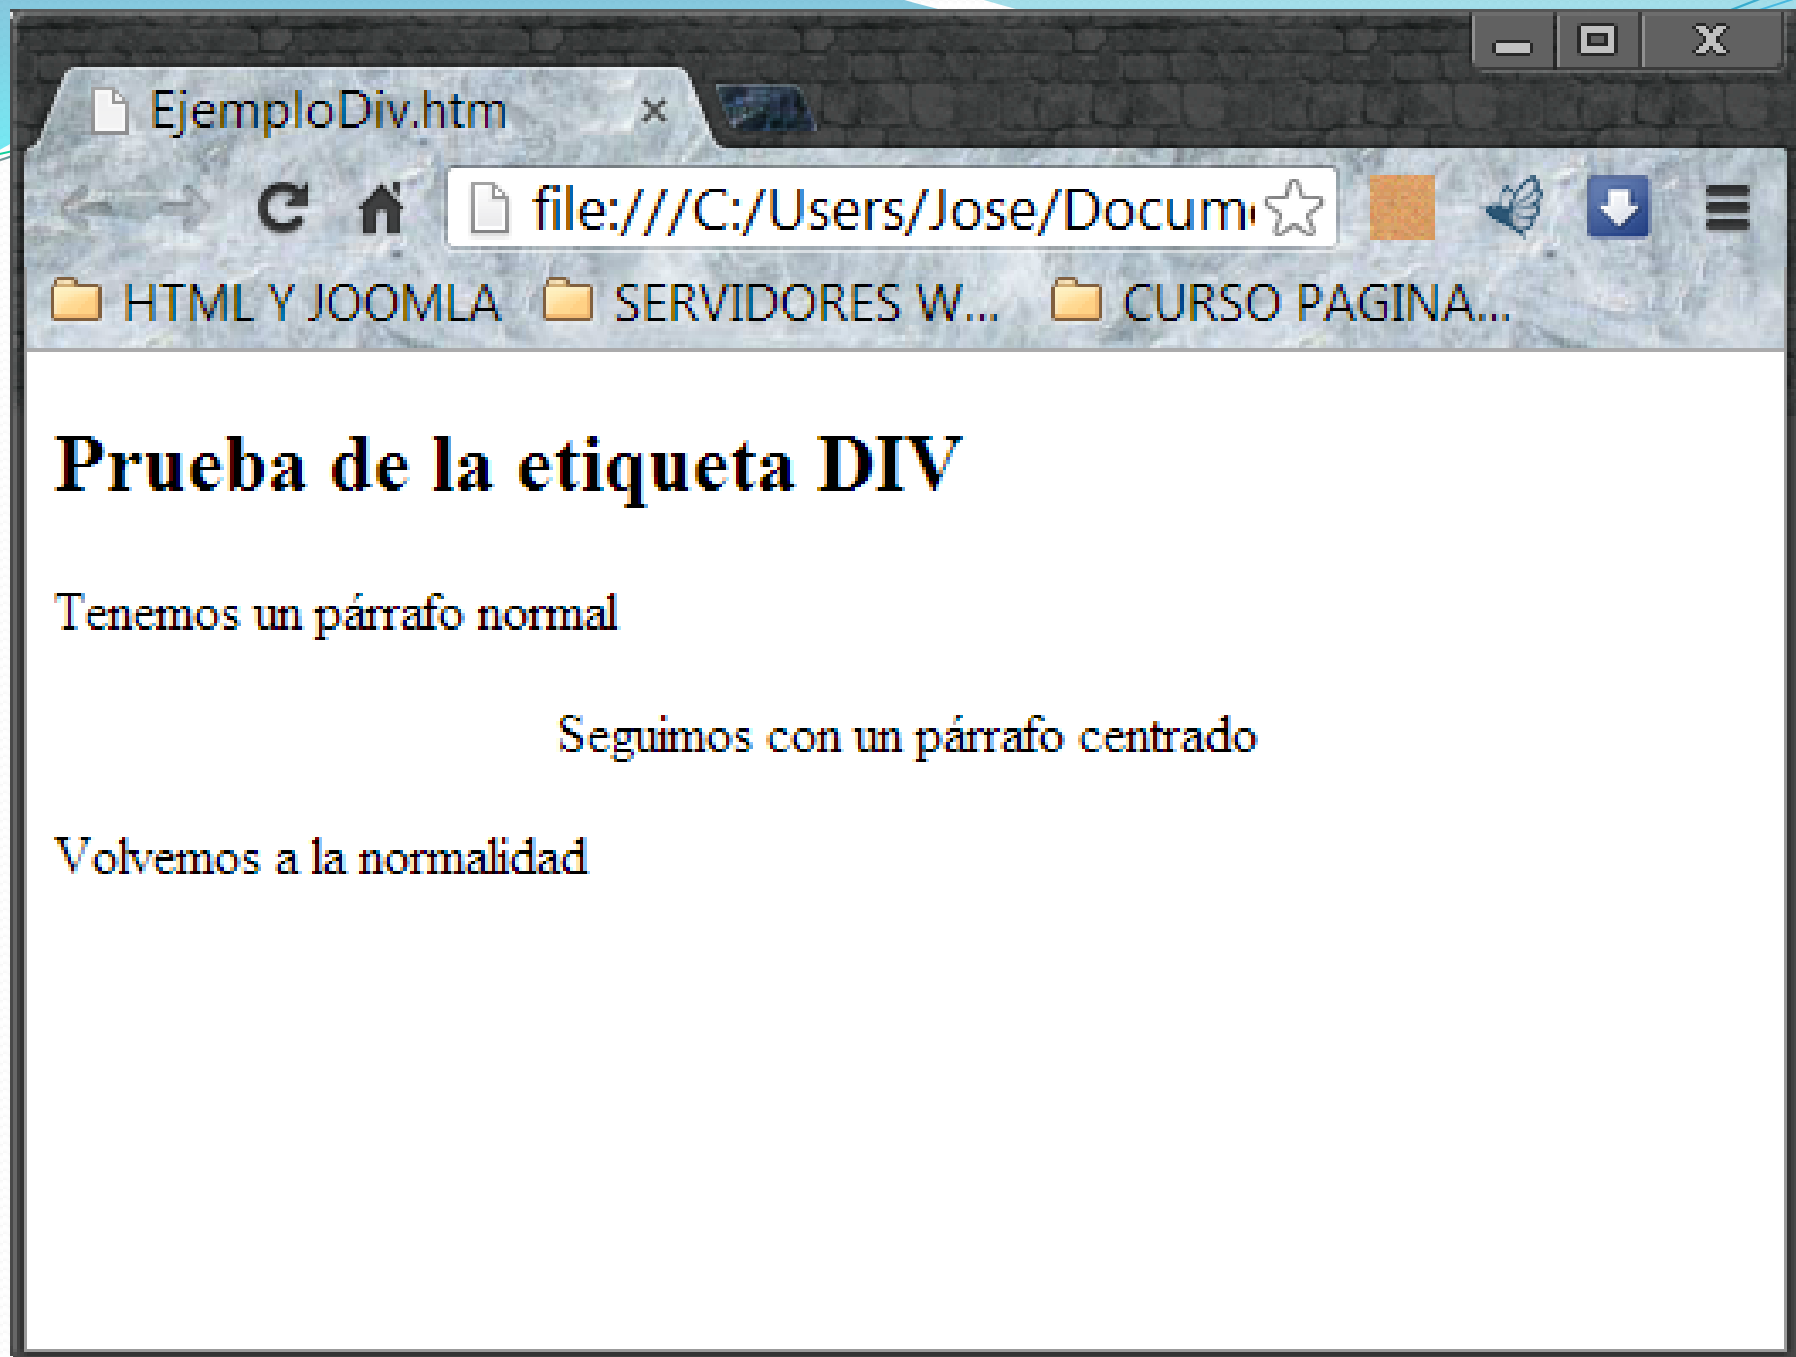 EjemploDiv.htm
file:///C:/Users/Jose/Docum
HTML Y JOOMLA SERVIDORES W... CURSO PAGINA...
Prueba de la etiqueta DIV
Tenemos un párrafo normal
Seguimos con un párrafo centrado
Volvemos a la normalidad